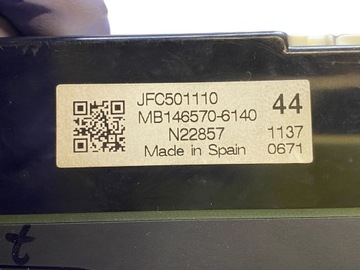 JFC501110 44
MB146570-6140
N22857 1137
Made in Spain 0671
t